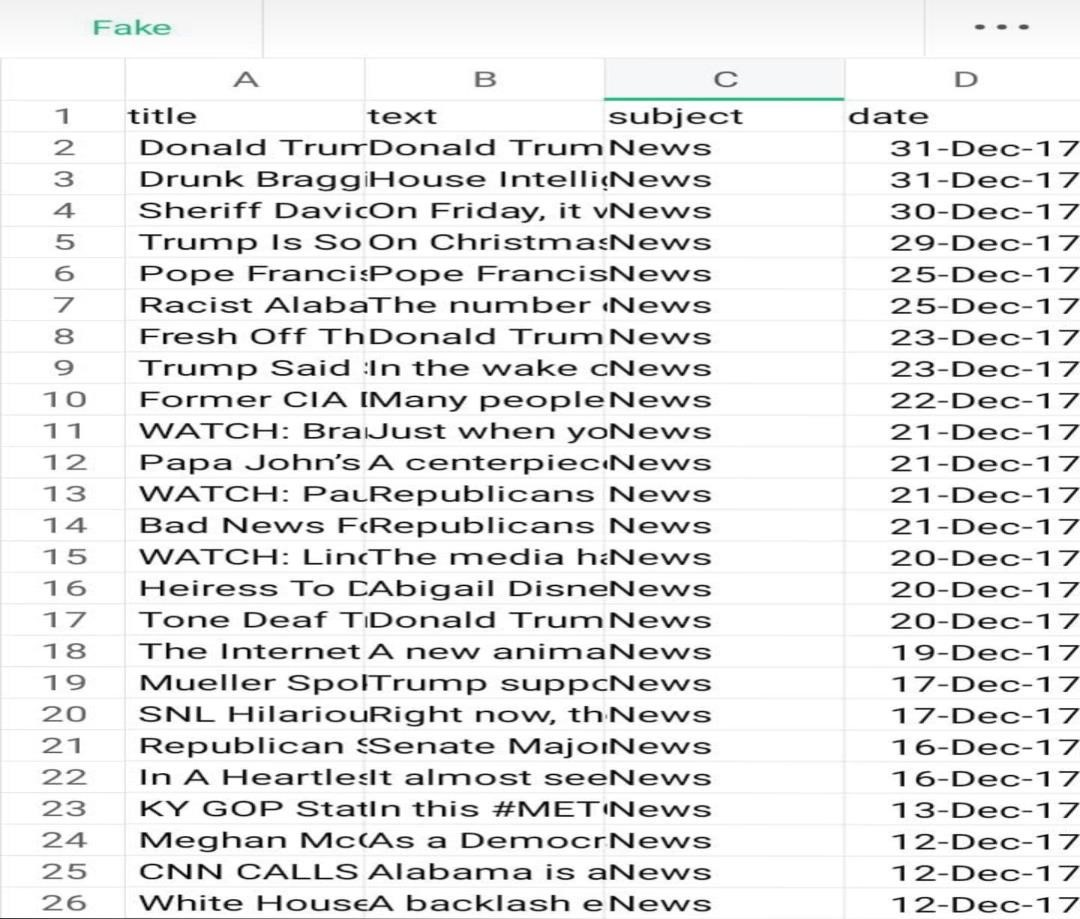 Fake
A B C D
1 title text subject date
2 Donald Trum Donald Trum News 31-Dec-17
3 Drunk Braggi House Intelli News 31-Dec-17
4 Sheriff Davi On Friday, it News 30-Dec-17
5 Trump Is So On Christmas News 29-Dec-17
6 Pope Francis Pope Francis News 25-Dec-17
7 Racist Alaba The number News 25-Dec-17
8 Fresh Off Th Donald Trum News 23-Dec-17
9 Trump Said In the wake News 23-Dec-17
10 Former CIA Many people News 22-Dec-17
11 WATCH: Bra Just when yo News 21-Dec-17
12 Papa John’s A centerpiec News 21-Dec-17
13 WATCH: Pau Republicans News 21-Dec-17
14 Bad News F Republicans News 21-Dec-17
15 WATCH: Lin The media ha News 20-Dec-17
16 Heiress To Abigail Disne News 20-Dec-17
17 Tone Deaf T Donald Trum News 20-Dec-17
18 The Internet A new anima News 19-Dec-17
19 Mueller Spo Trump supp News 17-Dec-17
20 SNL Hilariou Right now, th News 17-Dec-17
21 Republican Senate Major News 16-Dec-17
22 In A Heartles It almost see News 16-Dec-17
23 KY GOP Stat In this #MET News 13-Dec-17
24 Meghan Mc As a Democr News 12-Dec-17
25 CNN CALLS Alabama is a News 12-Dec-17
26 White House A backlash e News 12-Dec-17